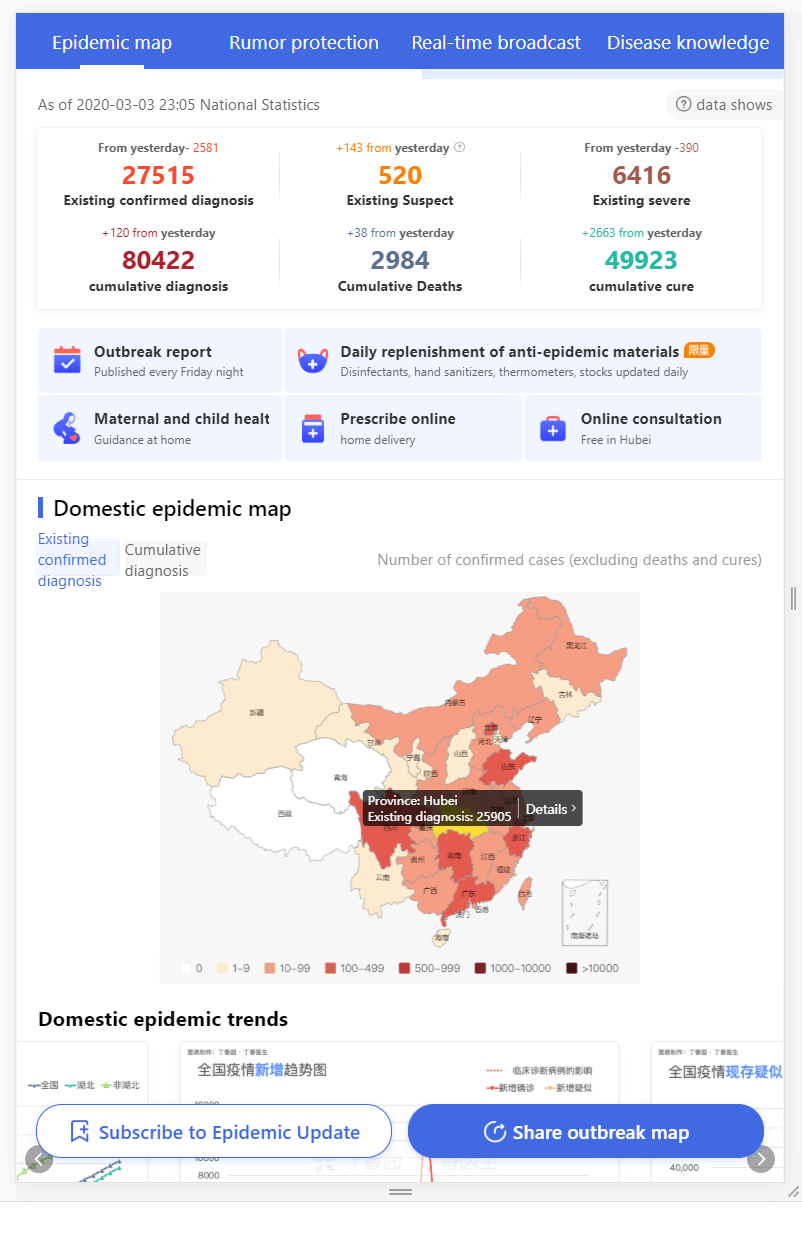 Epidemic map
Rumor protection
Real-time broadcast
Disease knowledge
As of 2020-03-03 23:05 National Statistics
data shows
From yesterday- 2581
+143 from yesterday
From yesterday -390
27515
520
6416
Existing confirmed diagnosis
Existing Suspect
Existing severe
+120 from yesterday
+38 from yesterday
+2663 from yesterday
80422
2984
49923
cumulative diagnosis
Cumulative Deaths
cumulative cure
Outbreak report
Published every Friday night
Daily replenishment of anti-epidemic materials 限量
Disinfectants, hand sanitizers, thermometers, stocks updated daily
Maternal and child healt
Guidance at home
Prescribe online
home delivery
Online consultation
Free in Hubei
Domestic epidemic map
Existing
confirmed
diagnosis
Cumulative
diagnosis
Number of confirmed cases (excluding deaths and cures)
黑龙江
吉林
内蒙古
新疆
辽宁
北京
甘肃
河北
天津
山西
宁夏
山东
陕西
青海
Province: Hubei
Existing diagnosis: 25905
Details
西藏
四川
重庆
浙江
湖南
江西
贵州
福建
云南
广西
广东
台湾
香港
澳门
海南
南海诸岛
0
1-9
10-99
100-499
500-999
1000-10000
>10000
Domestic epidemic trends
图表制作：丁香园·丁香医生
图表制作：丁香园·丁香医生
全国疫情新增趋势图
全国疫情现存疑似
临床诊断病例的影响
全国
湖北
非湖北
新增确诊
新增疑似
Subscribe to Epidemic Update
Share outbreak map
8000
40,000